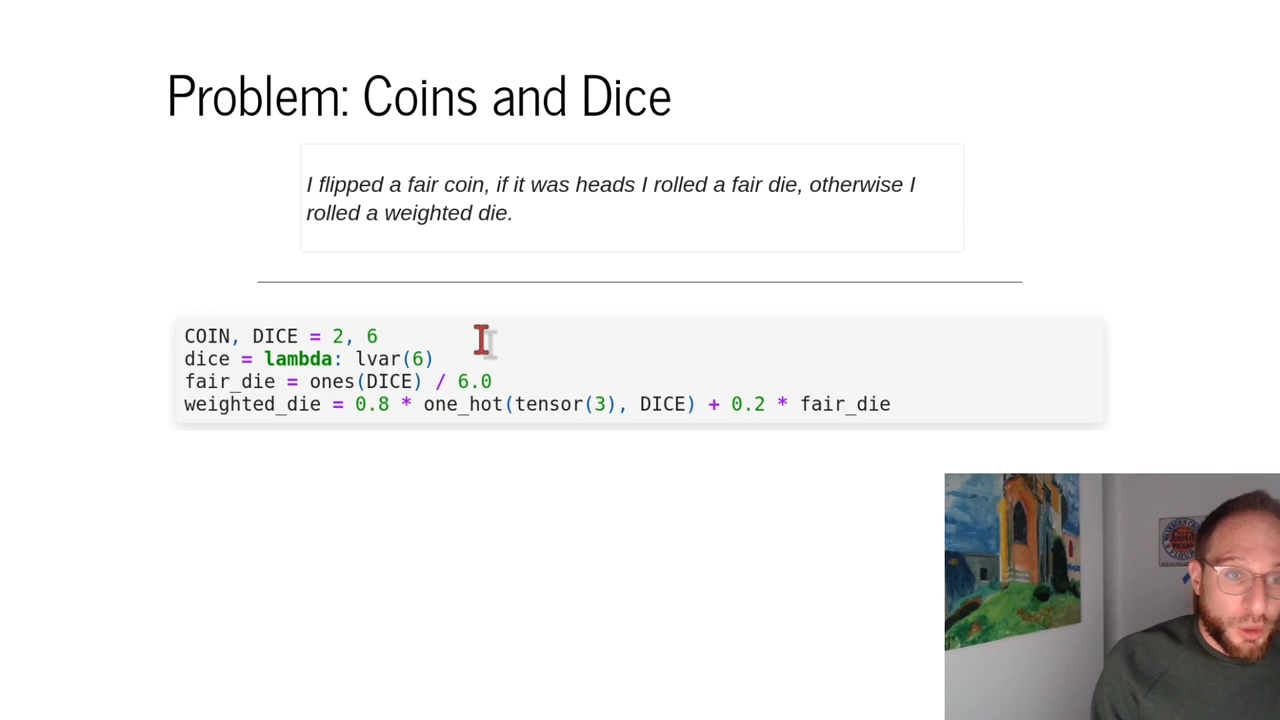 Problem: Coins and Dice
I flipped a fair coin, if it was heads I rolled a fair die, otherwise I
rolled a weighted die.
COIN, DICE = 2, 6
dice = lambda: lvar(6)
fair_die = ones(DICE) / 6.0
weighted_die = 0.8 * one_hot(tensor(3), DICE) + 0.2 * fair_die